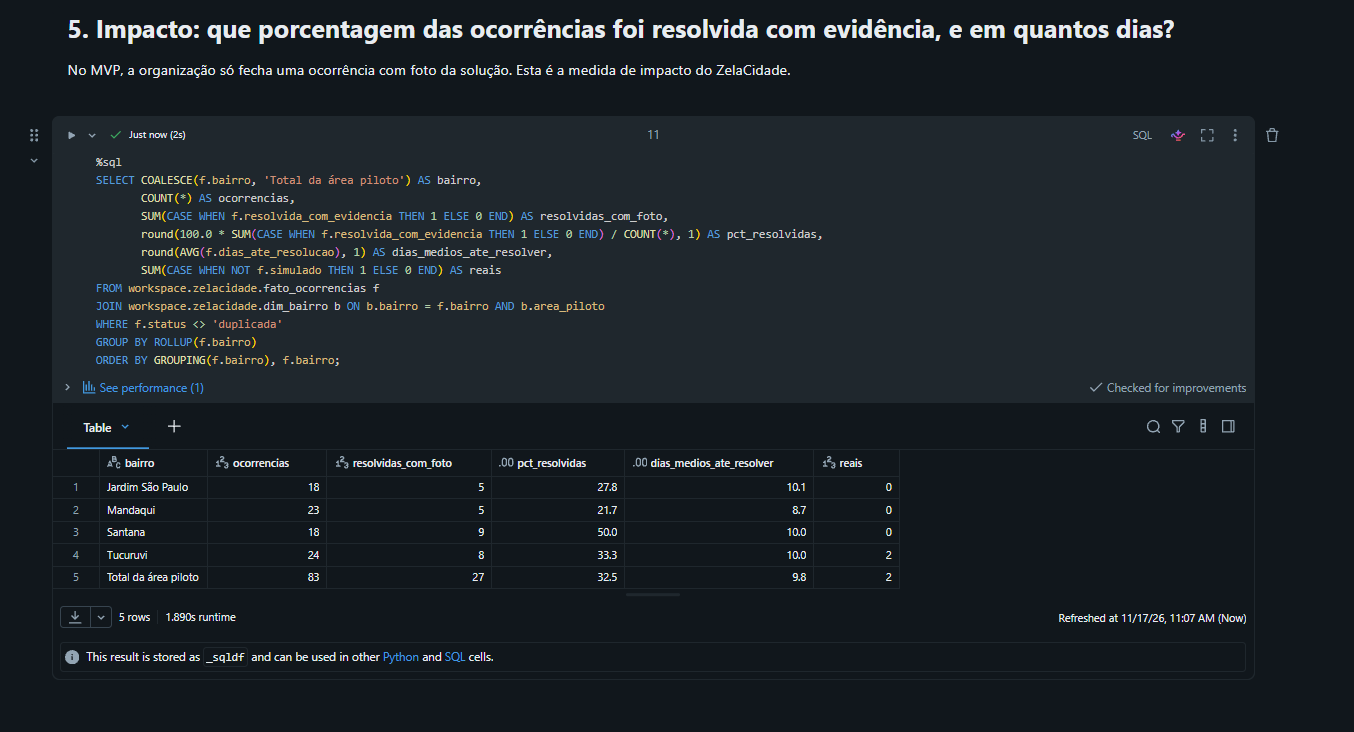 5. Impacto: que porcentagem das ocorrências foi resolvida com evidência, e em quantos dias?
No MVP, a organização só fecha uma ocorrência com foto da solução. Esta é a medida de impacto do ZelaCidade.
Just now (2s) 11 SQL
%sql
SELECT COALESCE(f.bairro, 'Total da área piloto') AS bairro,
COUNT(*) AS ocorrencias,
SUM(CASE WHEN f.resolvida_com_evidencia THEN 1 ELSE 0 END) AS resolvidas_com_foto,
round(100.0 * SUM(CASE WHEN f.resolvida_com_evidencia THEN 1 ELSE 0 END) / COUNT(*), 1) AS pct_resolvidas,
round(AVG(f.dias_ate_resolucao), 1) AS dias_medios_ate_resolver,
SUM(CASE WHEN NOT f.simulado THEN 1 ELSE 0 END) AS reais
FROM workspace.zelacidade.fato_ocorrencias f
JOIN workspace.zelacidade.dim_bairro b ON b.bairro = f.bairro AND b.area_piloto
WHERE f.status <> 'duplicada'
GROUP BY ROLLUP(f.bairro)
ORDER BY GROUPING(f.bairro), f.bairro;
See performance (1) Checked for improvements
Table
ABC bairro 123 ocorrencias 123 resolvidas_com_foto .00 pct_resolvidas .00 dias_medios_ate_resolver 123 reais
1 Jardim São Paulo 18 5 27.8 10.1 0
2 Mandaqui 23 5 21.7 8.7 0
3 Santana 18 9 50.0 10.0 0
4 Tucuruvi 24 8 33.3 10.0 2
5 Total da área piloto 83 27 32.5 9.8 2
5 rows 1.890s runtime Refreshed at 11/17/26, 11:07 AM (Now)
This result is stored as _sqldf and can be used in other Python and SQL cells.